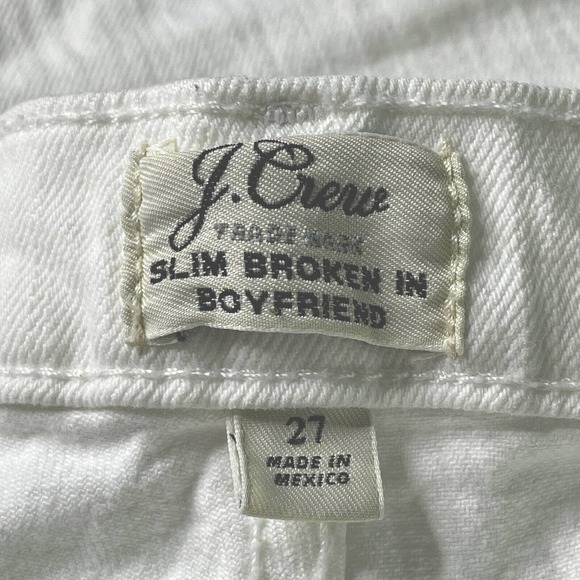 J.Crew
TRADE MARK
SLIM BROKEN IN
BOYFRIEND
27
MADE IN
MEXICO